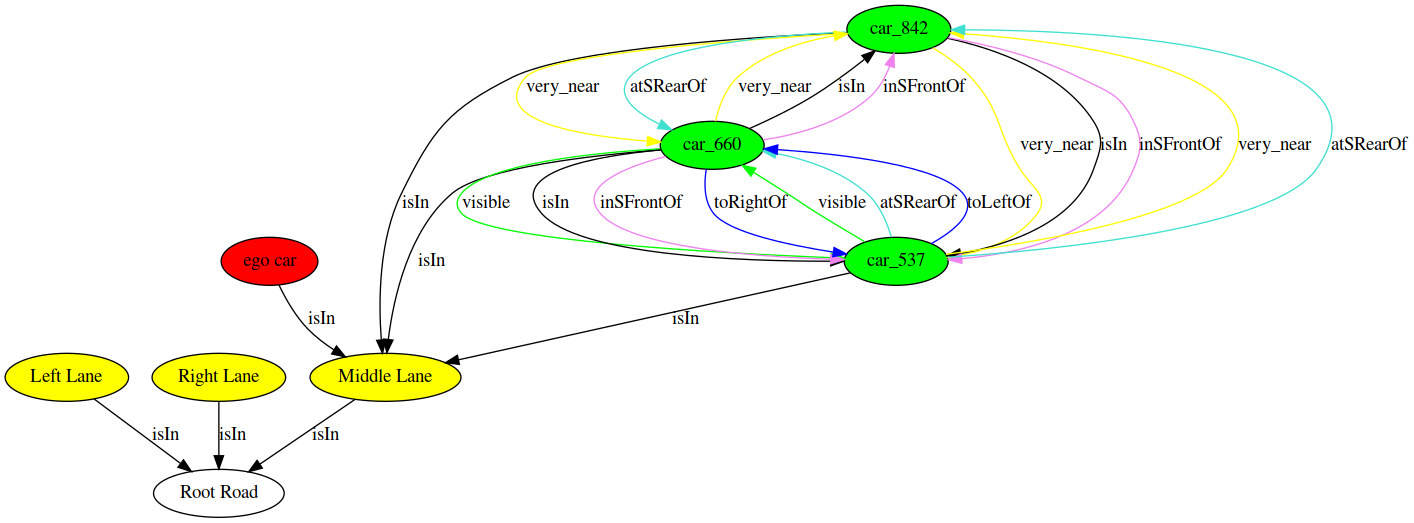 car_842
very_near atSRearOf very_near isIn inSFrontOf
car_660 very_near isIn inSFrontOf very_near atSRearOf
isIn visible isIn inSFrontOf toRightOf visible atSRearOf toLeftOf
ego car isIn car_537
isIn isIn
Left Lane Right Lane Middle Lane
isIn isIn isIn
Root Road